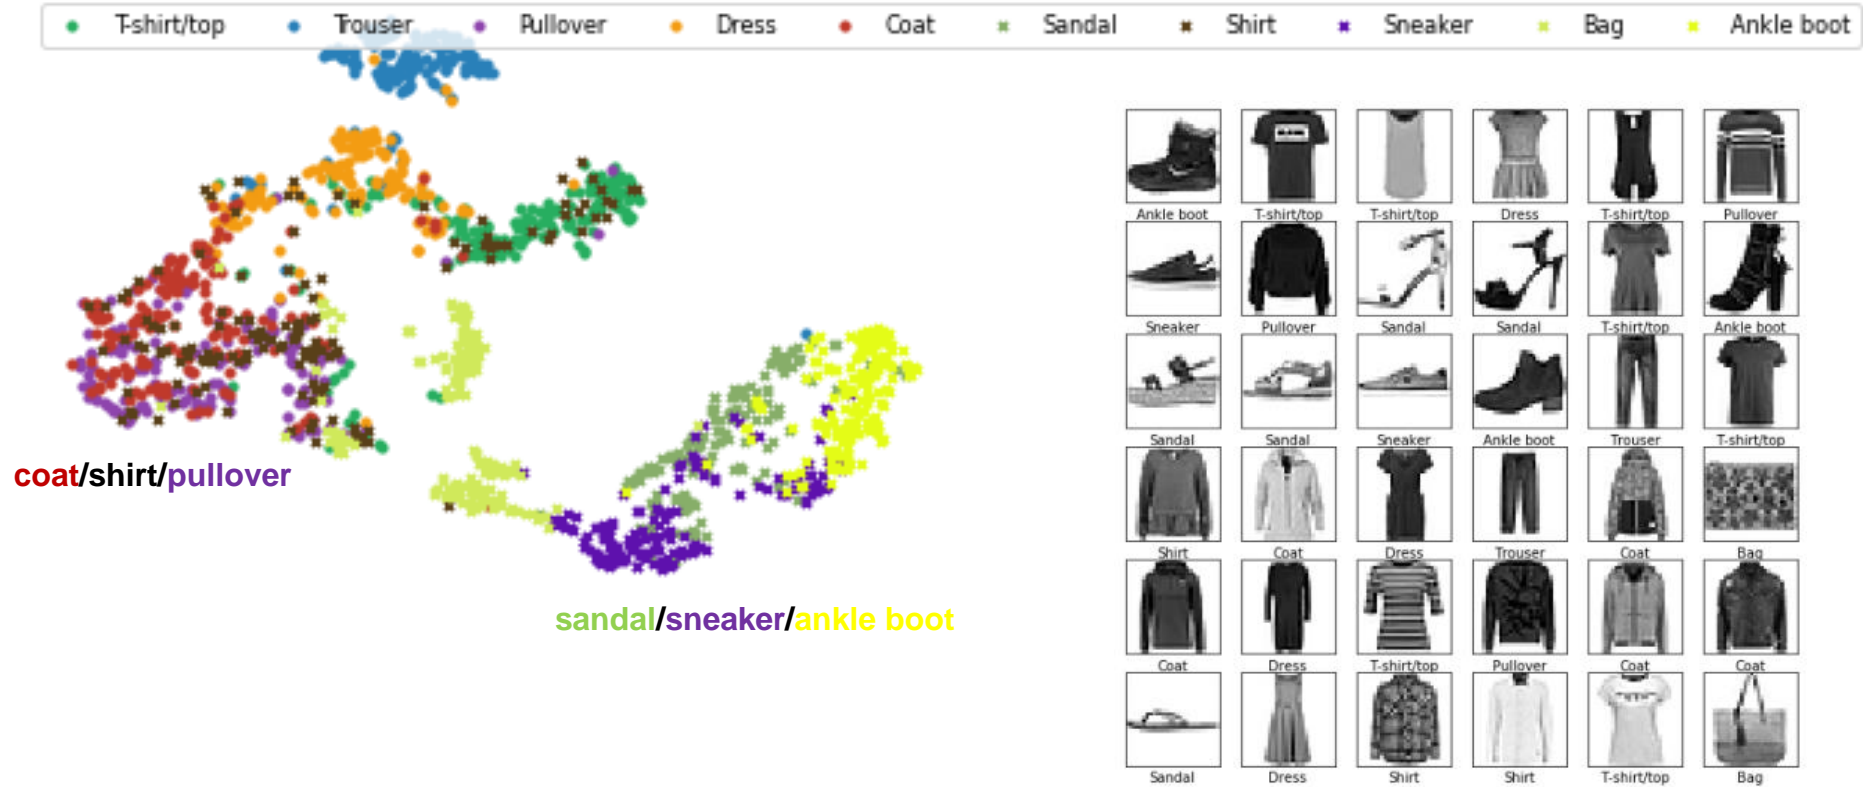 T-shirt/top Trouser Pullover Dress Coat Sandal Shirt Sneaker Bag Ankle boot
coat/shirt/pullover
sandal/sneaker/ankle boot
Ankle boot T-shirt/top T-shirt/top Dress T-shirt/top Pullover
Sneaker Pullover Sandal Sandal T-shirt/top Ankle boot
Sandal Sandal Sneaker Ankle boot Trouser T-shirt/top
Shirt Coat Dress Trouser Coat Bag
Coat Dress T-shirt/top Pullover Coat Coat
Sandal Dress Shirt Shirt T-shirt/top Bag